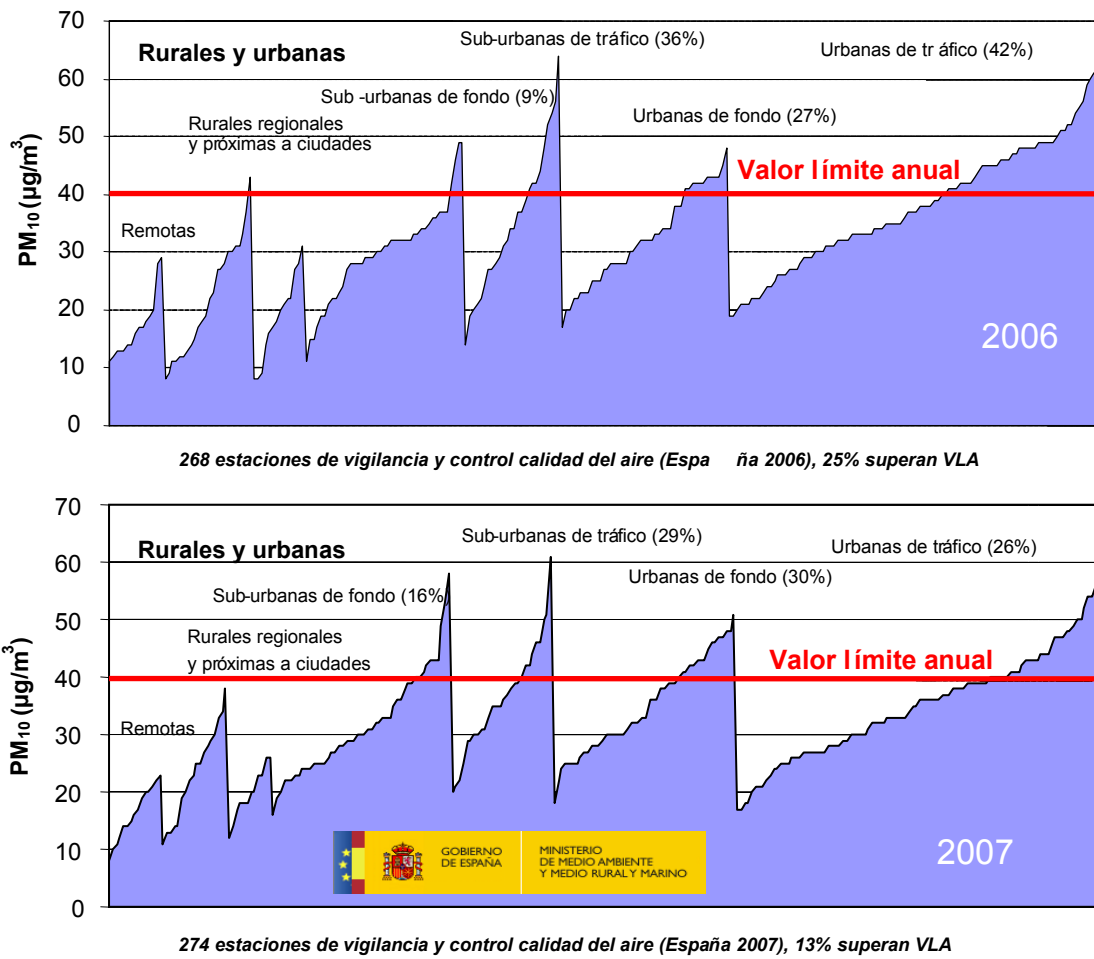 70
60
50
40
30
20
10
0
PM10 (µg/m3)
Rurales y urbanas
Sub-urbanas de tráfico (36%)
Urbanas de tr áfico (42%)
Sub -urbanas de fondo (9%)
Urbanas de fondo (27%)
Rurales regionales
y próximas a ciudades
Valor límite anual
Remotas
2006
268 estaciones de vigilancia y control calidad del aire (Espa ña 2006), 25% superan VLA
70
60
50
40
30
20
10
0
PM10 (µg/m3)
Rurales y urbanas
Sub-urbanas de tráfico (29%)
Urbanas de tráfico (26%)
Sub-urbanas de fondo (16%)
Urbanas de fondo (30%)
Rurales regionales
y próximas a ciudades
Valor límite anual
Remotas
GOBIERNO
DE ESPAÑA
MINISTERIO
DE MEDIO AMBIENTE
Y MEDIO RURAL Y MARINO
2007
274 estaciones de vigilancia y control calidad del aire (España 2007), 13% superan VLA